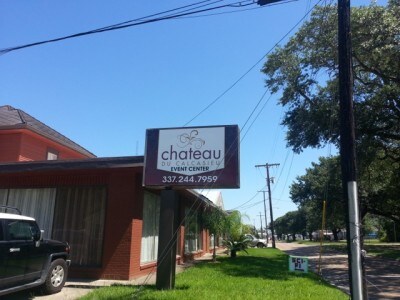 chateau
DU CALCASIEU
EVENT CENTER
337.244.7959